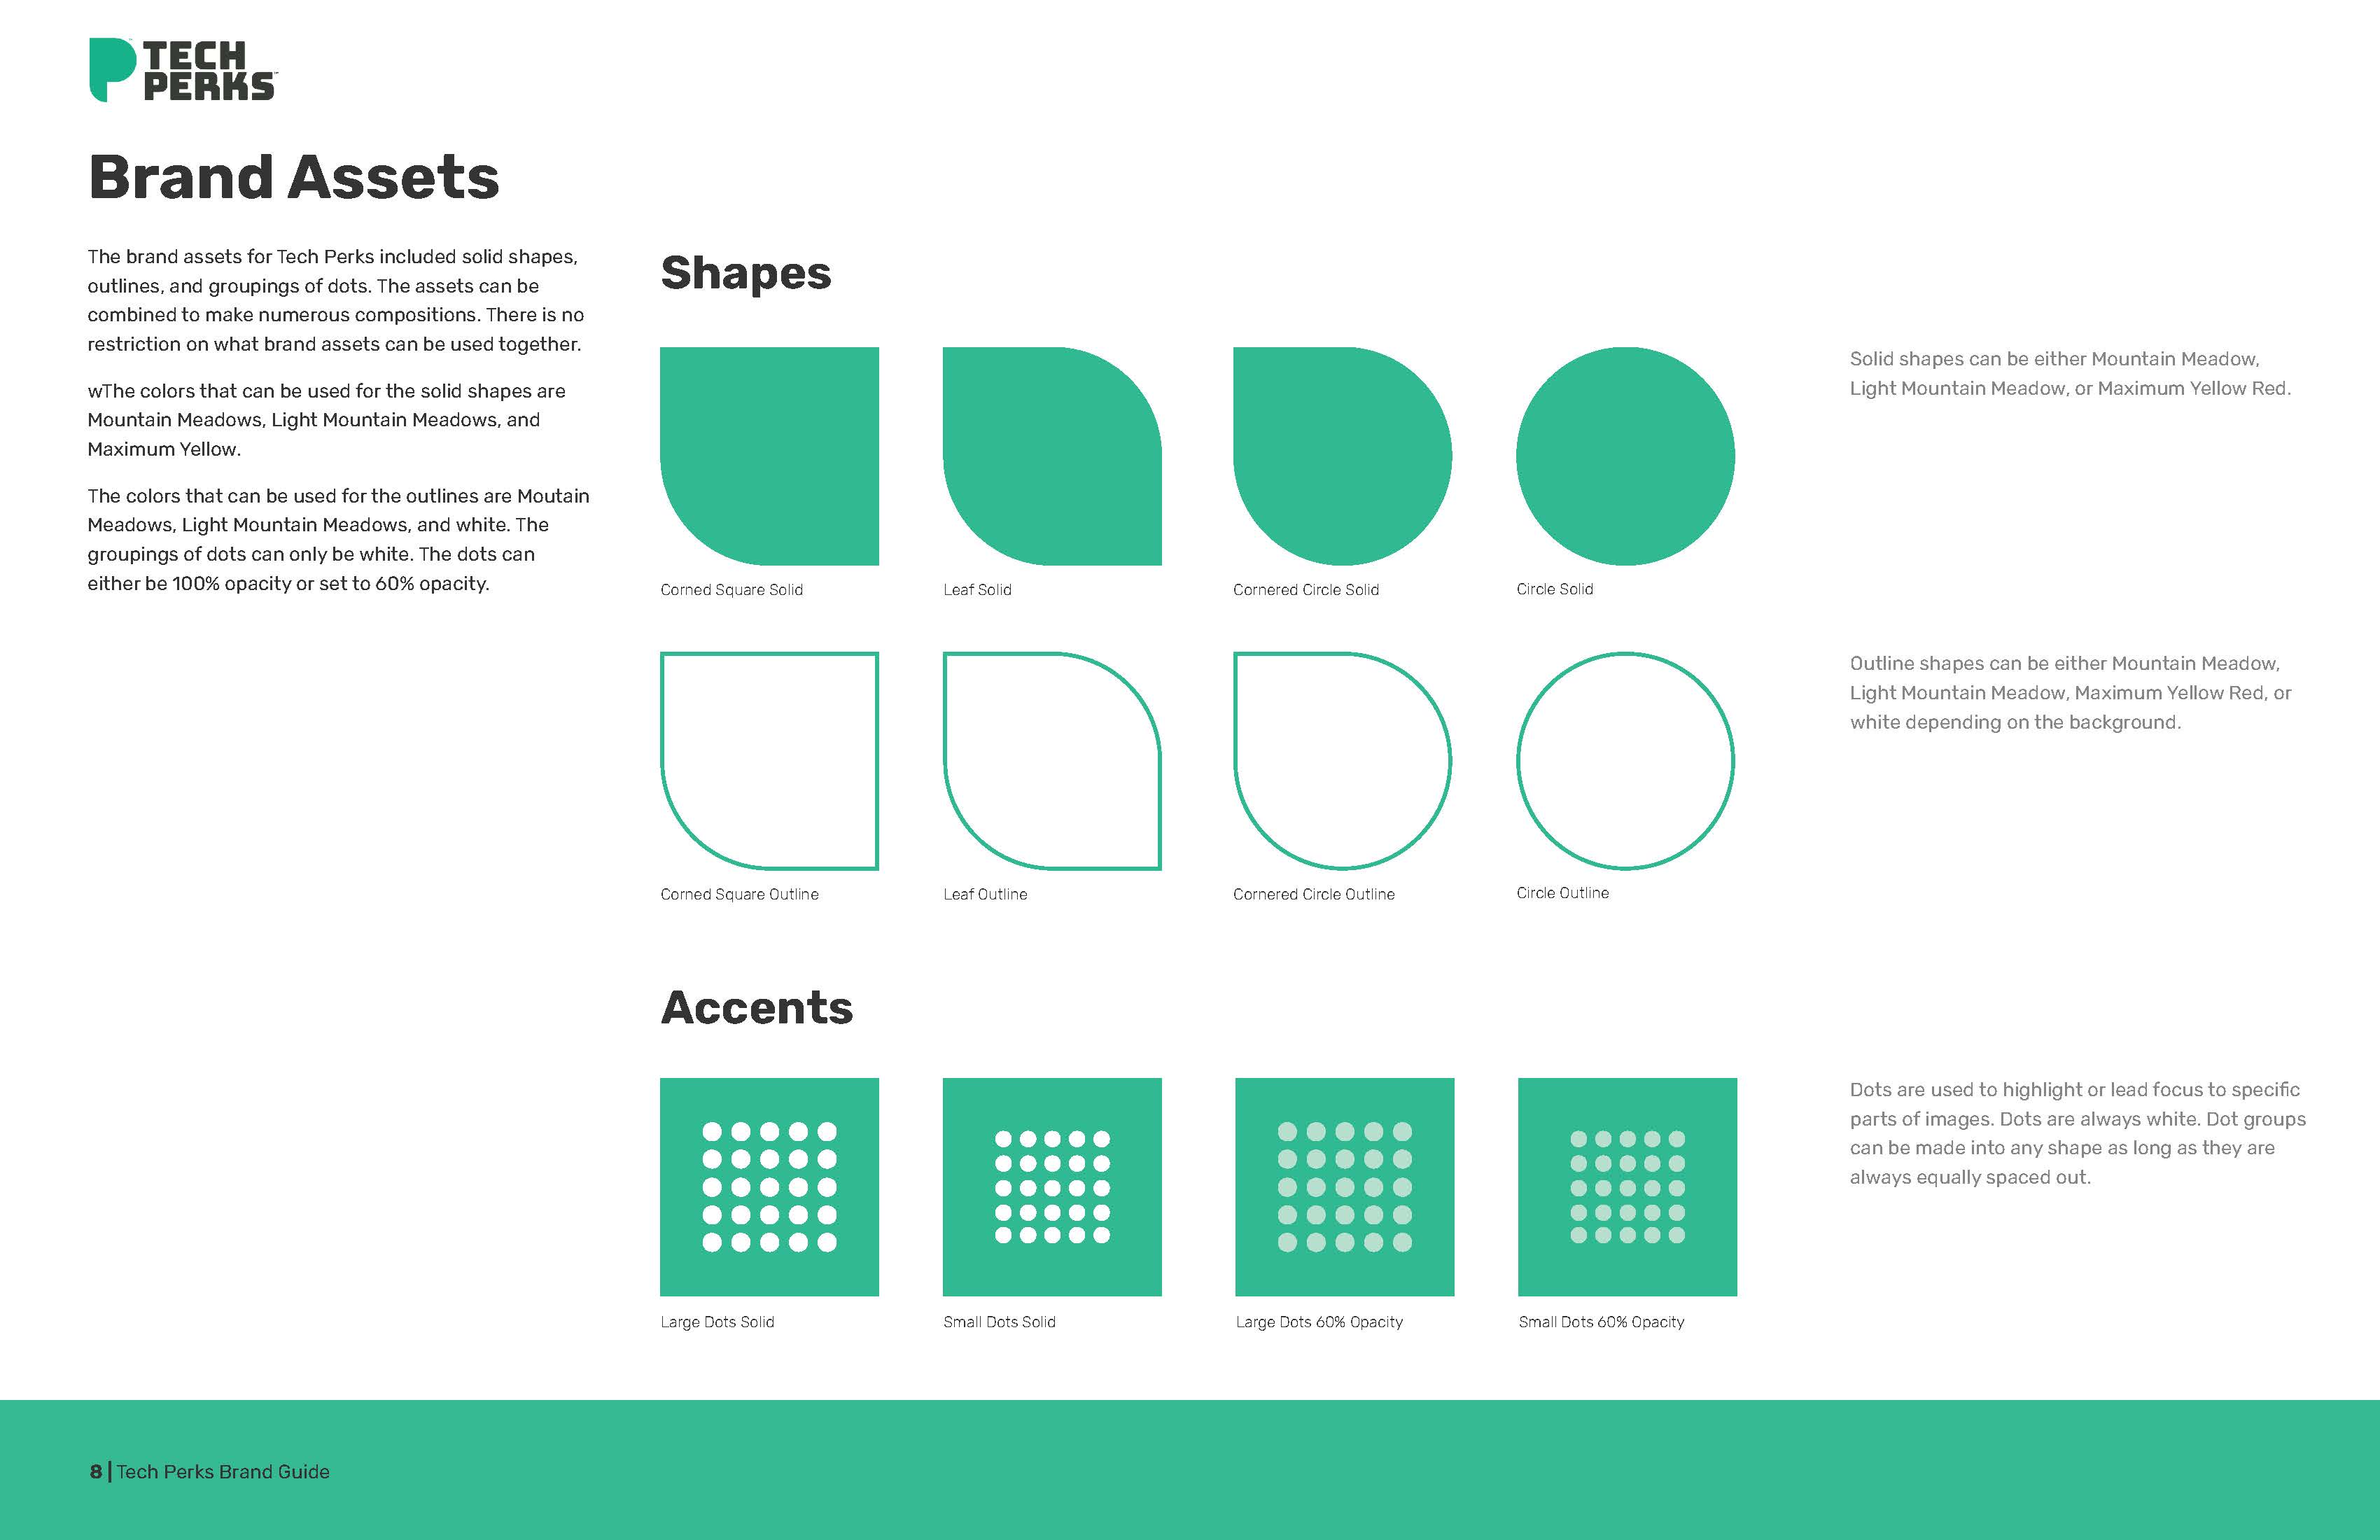 TECH
PERKS
Brand Assets
The brand assets for Tech Perks included solid shapes,
outlines, and groupings of dots. The assets can be
combined to make numerous compositions. There is no
restriction on what brand assets can be used together.
wThe colors that can be used for the solid shapes are
Mountain Meadows, Light Mountain Meadows, and
Maximum Yellow.
The colors that can be used for the outlines are Moutain
Meadows, Light Mountain Meadows, and white. The
groupings of dots can only be white. The dots can
either be 100% opacity or set to 60% opacity.
Shapes
Corned Square Solid
Leaf Solid
Cornered Circle Solid
Circle Solid
Solid shapes can be either Mountain Meadow,
Light Mountain Meadow, or Maximum Yellow Red.
Corned Square Outline
Leaf Outline
Cornered Circle Outline
Circle Outline
Outline shapes can be either Mountain Meadow,
Light Mountain Meadow, Maximum Yellow Red, or
white depending on the background.
Accents
Large Dots Solid
Small Dots Solid
Large Dots 60% Opacity
Small Dots 60% Opacity
Dots are used to highlight or lead focus to specific
parts of images. Dots are always white. Dot groups
can be made into any shape as long as they are
always equally spaced out.
8 | Tech Perks Brand Guide